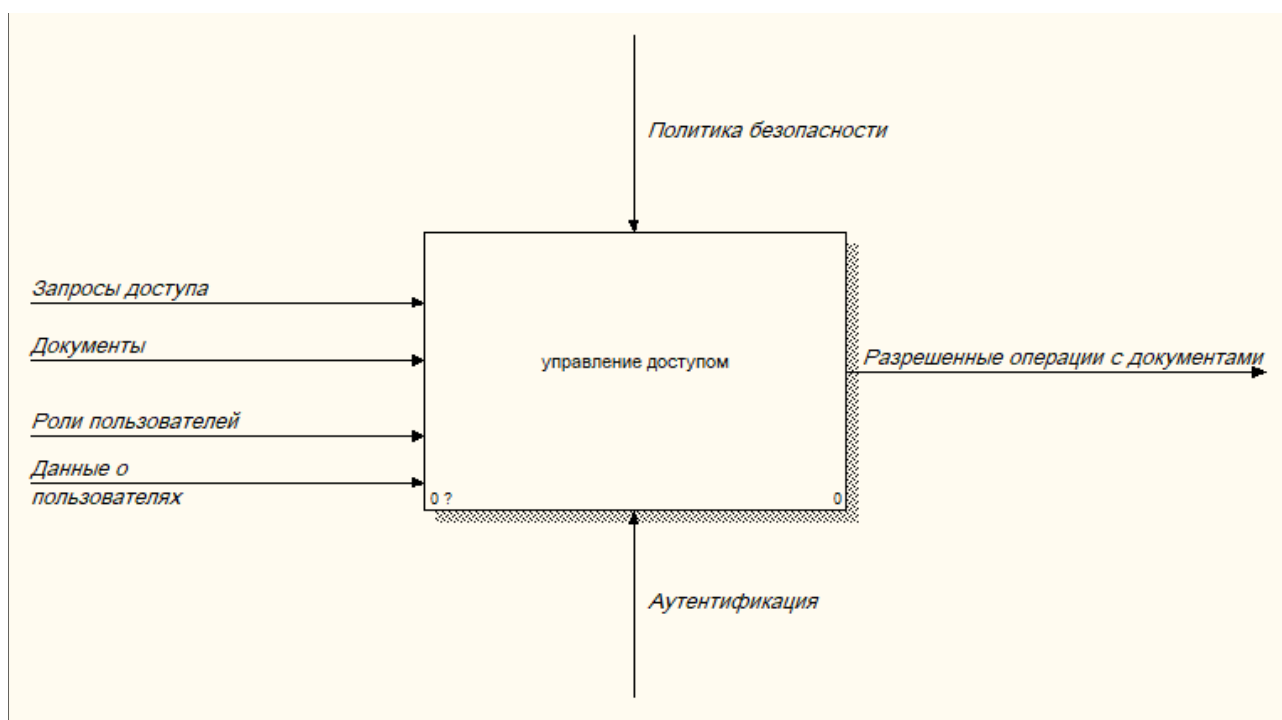 Политика безопасности
Запросы доступа
Документы
управление доступом
Разрешенные операции с документами
Роли пользователей
Данные о
пользователях
0 ?
0
Аутентификация